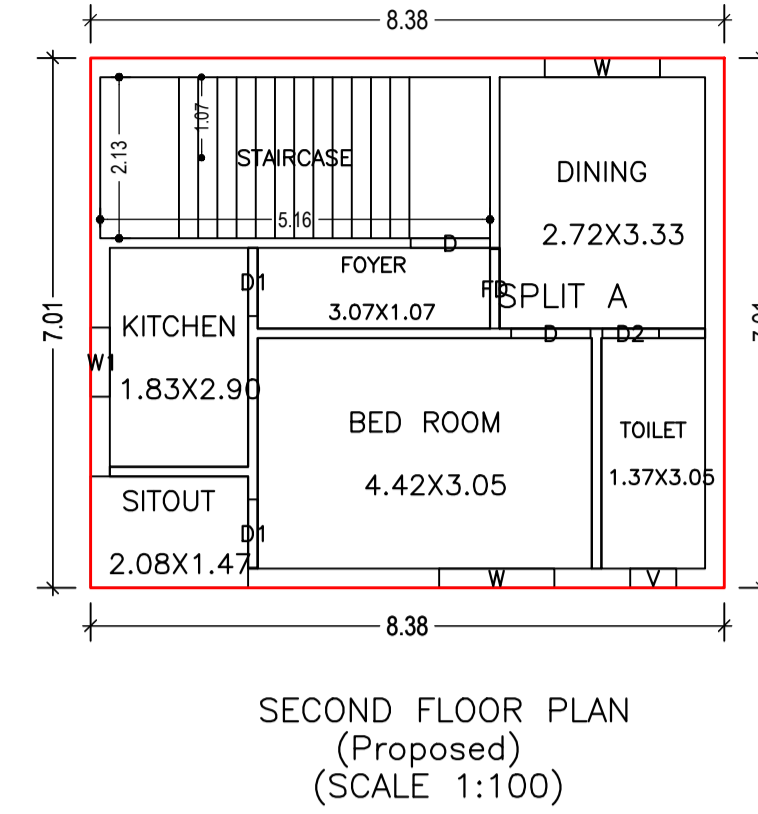 8.38
W
1.07
2.13
STAIRCASE
DINING
5.16
2.72X3.33
D
FOYER
D1
FD
SPLIT A
3.07X1.07
7.01
KITCHEN
D
D2
W1
1.83X2.90
BED ROOM
TOILET
4.42X3.05
1.37X3.05
SITOUT
D1
2.08X1.47
W
V
8.38
SECOND FLOOR PLAN
(Proposed)
(SCALE 1:100)